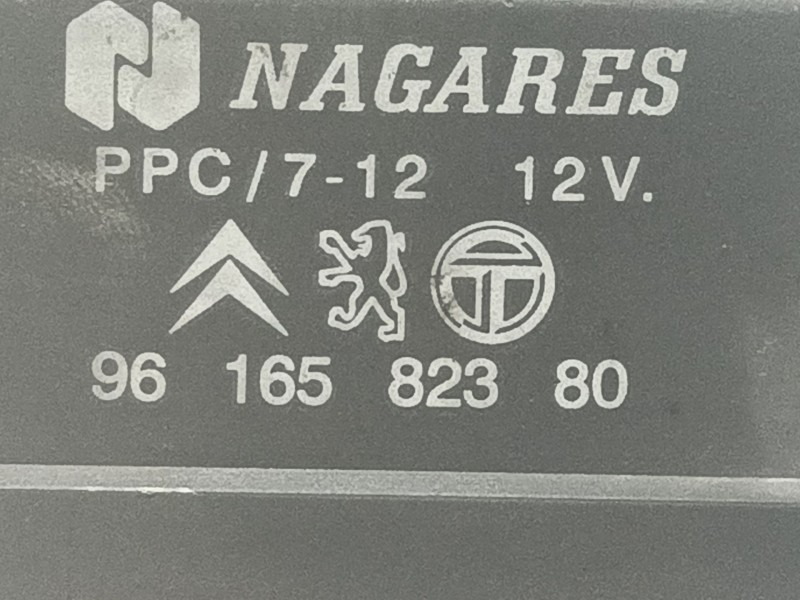 NAGARES
PPC/7-12 12V.
96 165 823 80